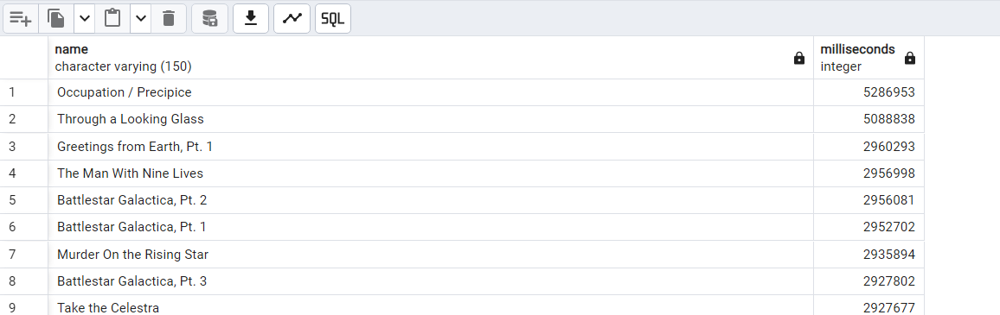 SQL
name milliseconds
character varying (150) integer
1 Occupation / Precipice 5286953
2 Through a Looking Glass 5088838
3 Greetings from Earth, Pt. 1 2960293
4 The Man With Nine Lives 2956998
5 Battlestar Galactica, Pt. 2 2956081
6 Battlestar Galactica, Pt. 1 2952702
7 Murder On the Rising Star 2935894
8 Battlestar Galactica, Pt. 3 2927802
9 Take the Celestra 2927677